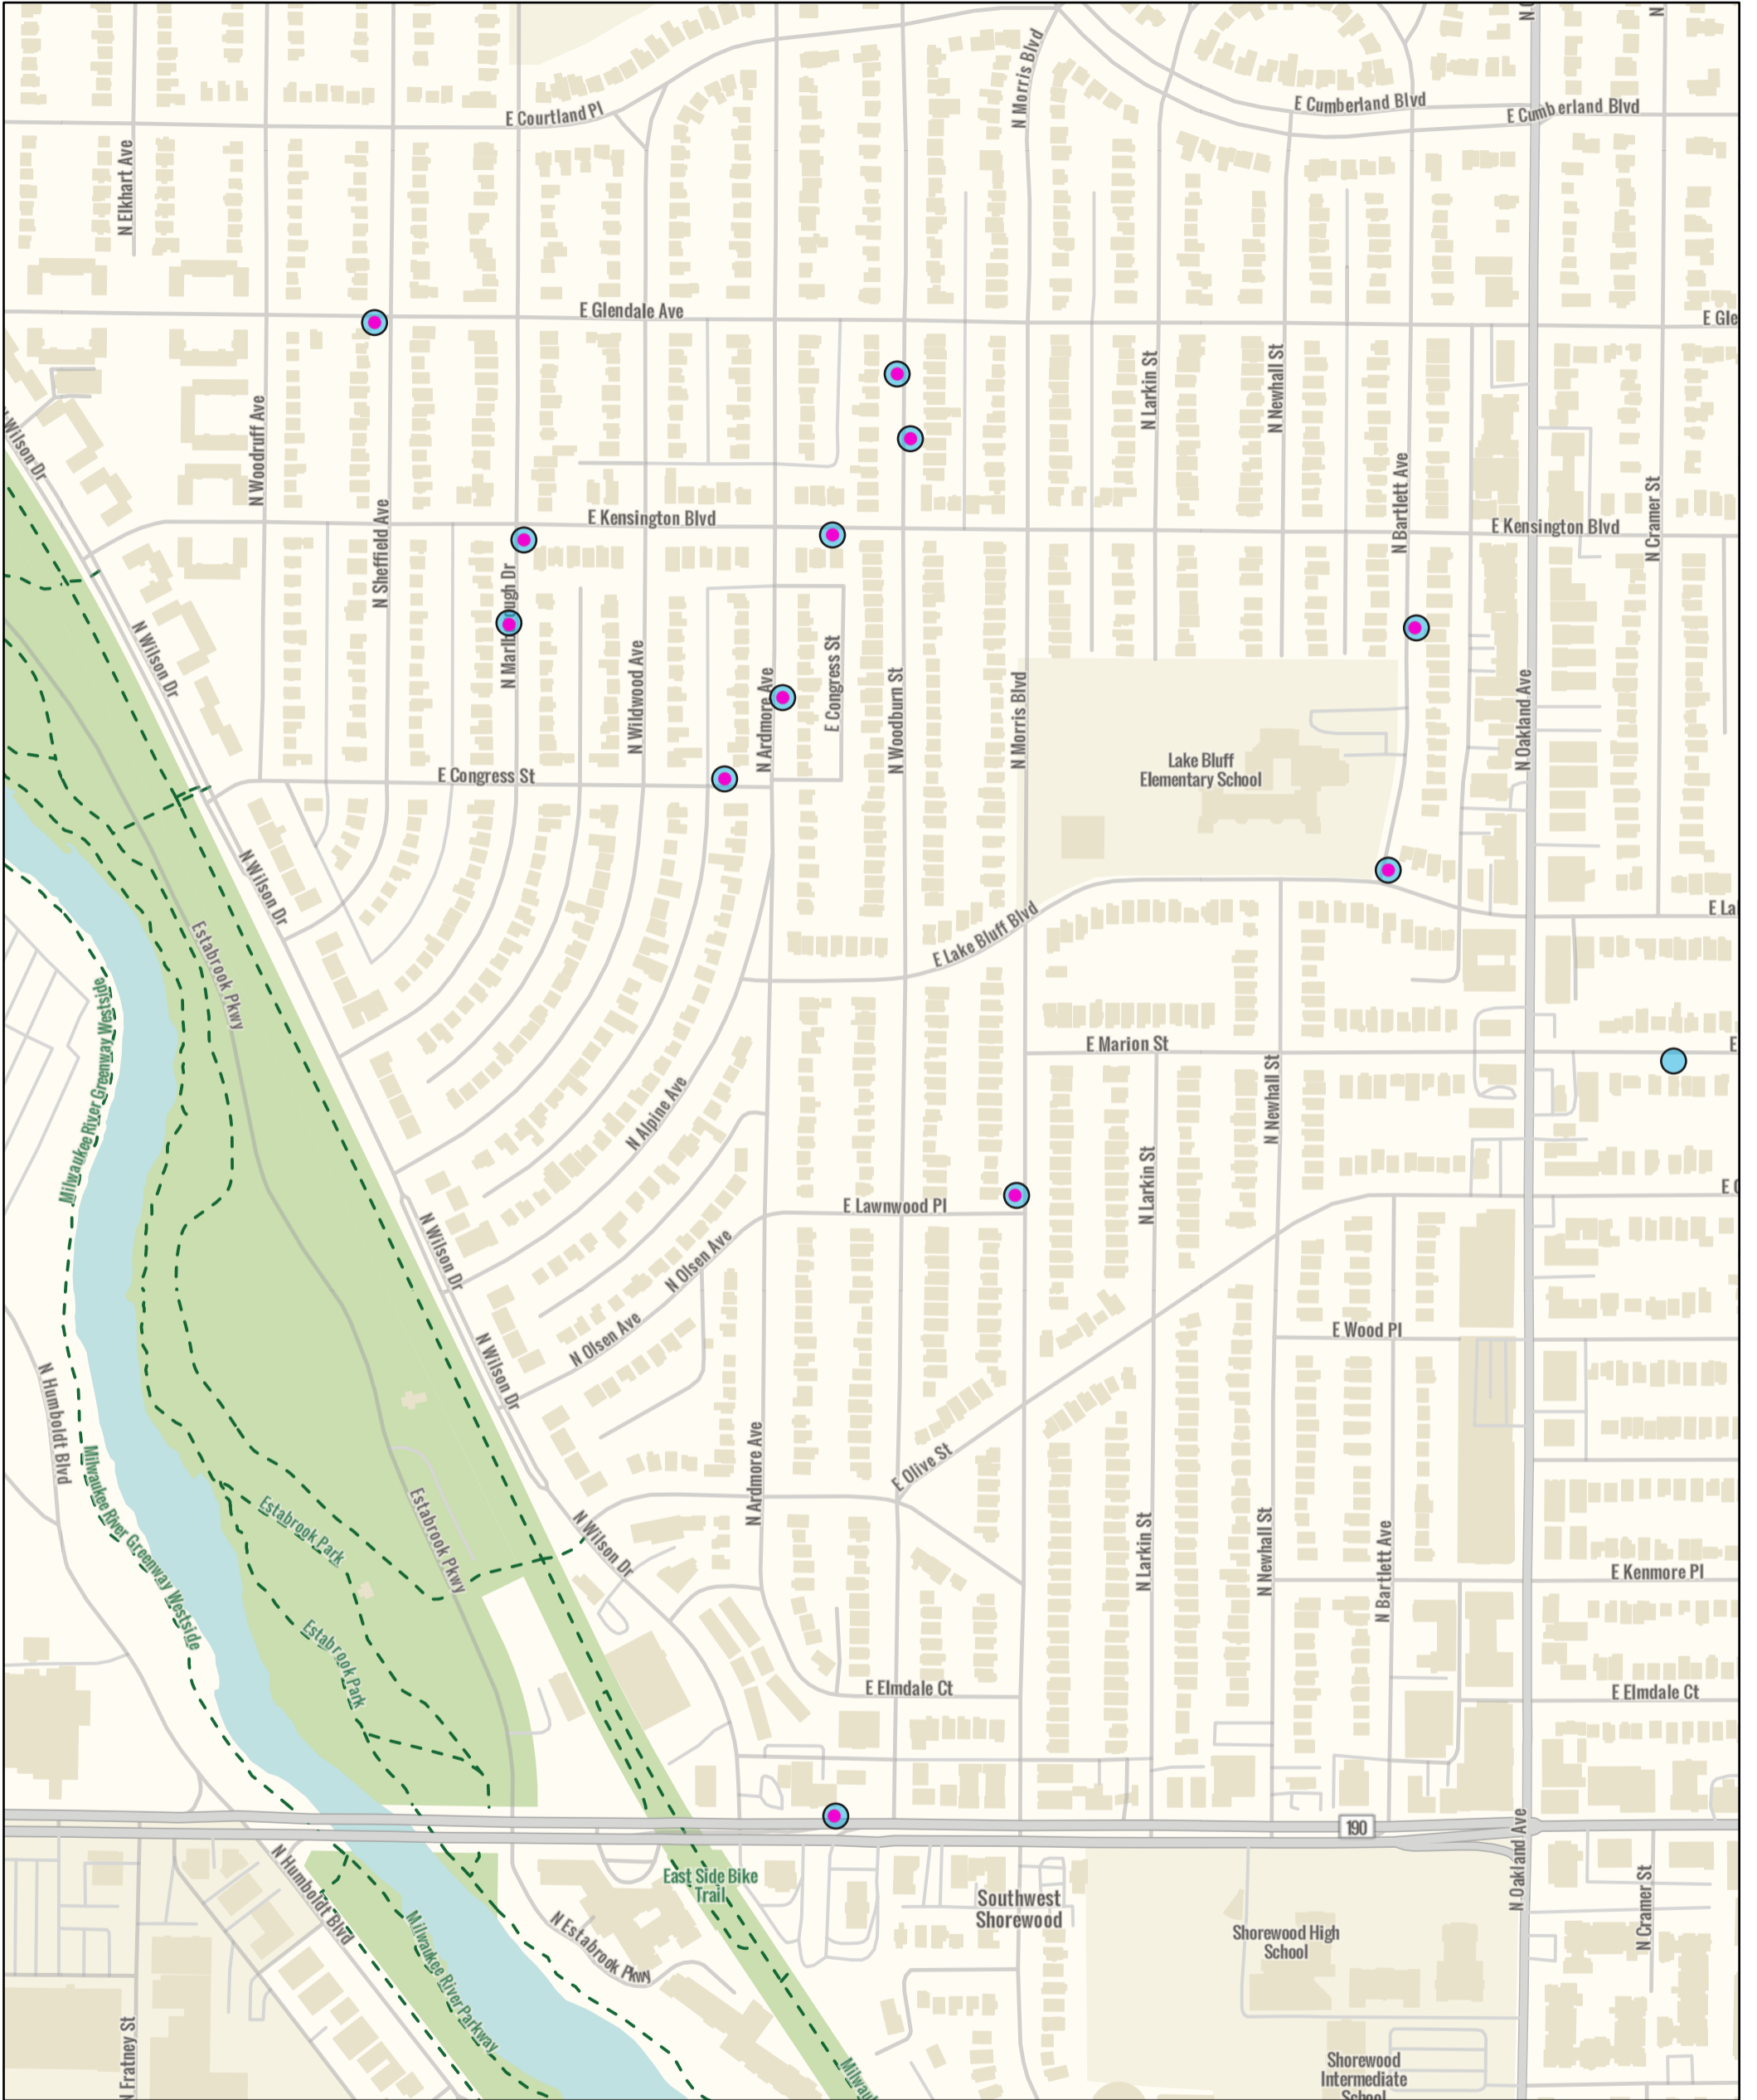 N
N Morris Blvd
E Courtland Pl
E Cumberland Blvd
E Cumberland Blvd
N Elkhart Ave
E Glendale Ave
E Gle
N Larkin St
N Newhall St
N Woodruff Ave
Wilson Dr
N Bartlett Ave
N Cramer St
N Sheffield Ave
E Kensington Blvd
E Kensington Blvd
N Wilson Dr
N Marlborough Dr
N Wildwood Ave
N Ardmore Ave
E Congress St
N Woodburn St
N Morris Blvd
N Oakland Ave
Lake Bluff
Elementary School
E Congress St
N Wilson Dr
E Lake Bluff Blvd
E La
Estabrook Pkwy
Milwaukee River Greenway Westside
E Marion St
E
N Alpine Ave
N Newhall St
N Larkin St
E Lawnwood Pl
N Wilson Dr
N Olsen Ave
N Olsen Ave
E Wood Pl
N Wilson Dr
N Humboldt Blvd
N Ardmore Ave
E Olive St
Milwaukee River Greenway Westside
Estabrook Park
Estabrook Pkwy
N Wilson Dr
N Larkin St
N Newhall St
N Bartlett Ave
E Kenmore Pl
Estabrook Park
E Elmdale Ct
E Elmdale Ct
190
N Oakland Ave
N Humboldt Blvd
East Side Bike
Trail
Southwest
Shorewood
Shorewood High
School
N Cramer St
N Estabrook Pkwy
Milwaukee River Parkway
N Fratney St
Milwau
Shorewood
Intermediate
School